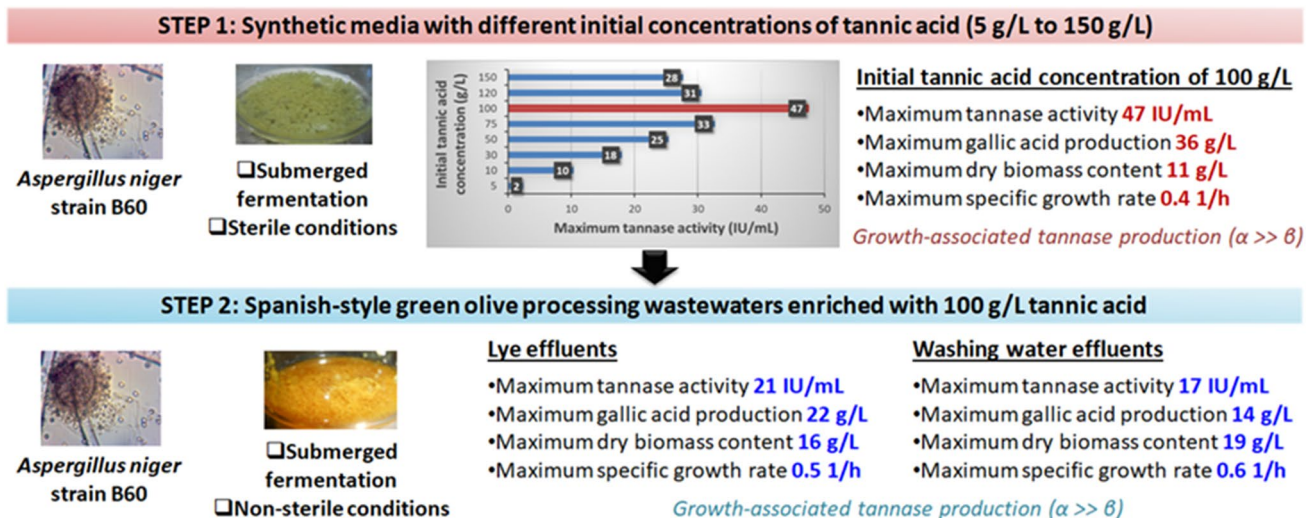 STEP 1: Synthetic media with different initial concentrations of tannic acid (5 g/L to 150 g/L)
Aspergillus niger
strain B60
❑Submerged
fermentation
❑Sterile conditions
Initial tannic acid
concentration (g/L)
150
120
100
75
50
30
10
5
28
31
47
33
25
18
10
2
0
10
20
30
40
50
Maximum tannase activity (IU/mL)
Initial tannic acid concentration of 100 g/L
•Maximum tannase activity 47 IU/mL
•Maximum gallic acid production 36 g/L
•Maximum dry biomass content 11 g/L
•Maximum specific growth rate 0.4 1/h
Growth-associated tannase production (α >> β)
STEP 2: Spanish-style green olive processing wastewaters enriched with 100 g/L tannic acid
Aspergillus niger
strain B60
❑Submerged
fermentation
❑Non-sterile conditions
Lye effluents
•Maximum tannase activity 21 IU/mL
•Maximum gallic acid production 22 g/L
•Maximum dry biomass content 16 g/L
•Maximum specific growth rate 0.5 1/h
Washing water effluents
•Maximum tannase activity 17 IU/mL
•Maximum gallic acid production 14 g/L
•Maximum dry biomass content 19 g/L
•Maximum specific growth rate 0.6 1/h
Growth-associated tannase production (α >> β)